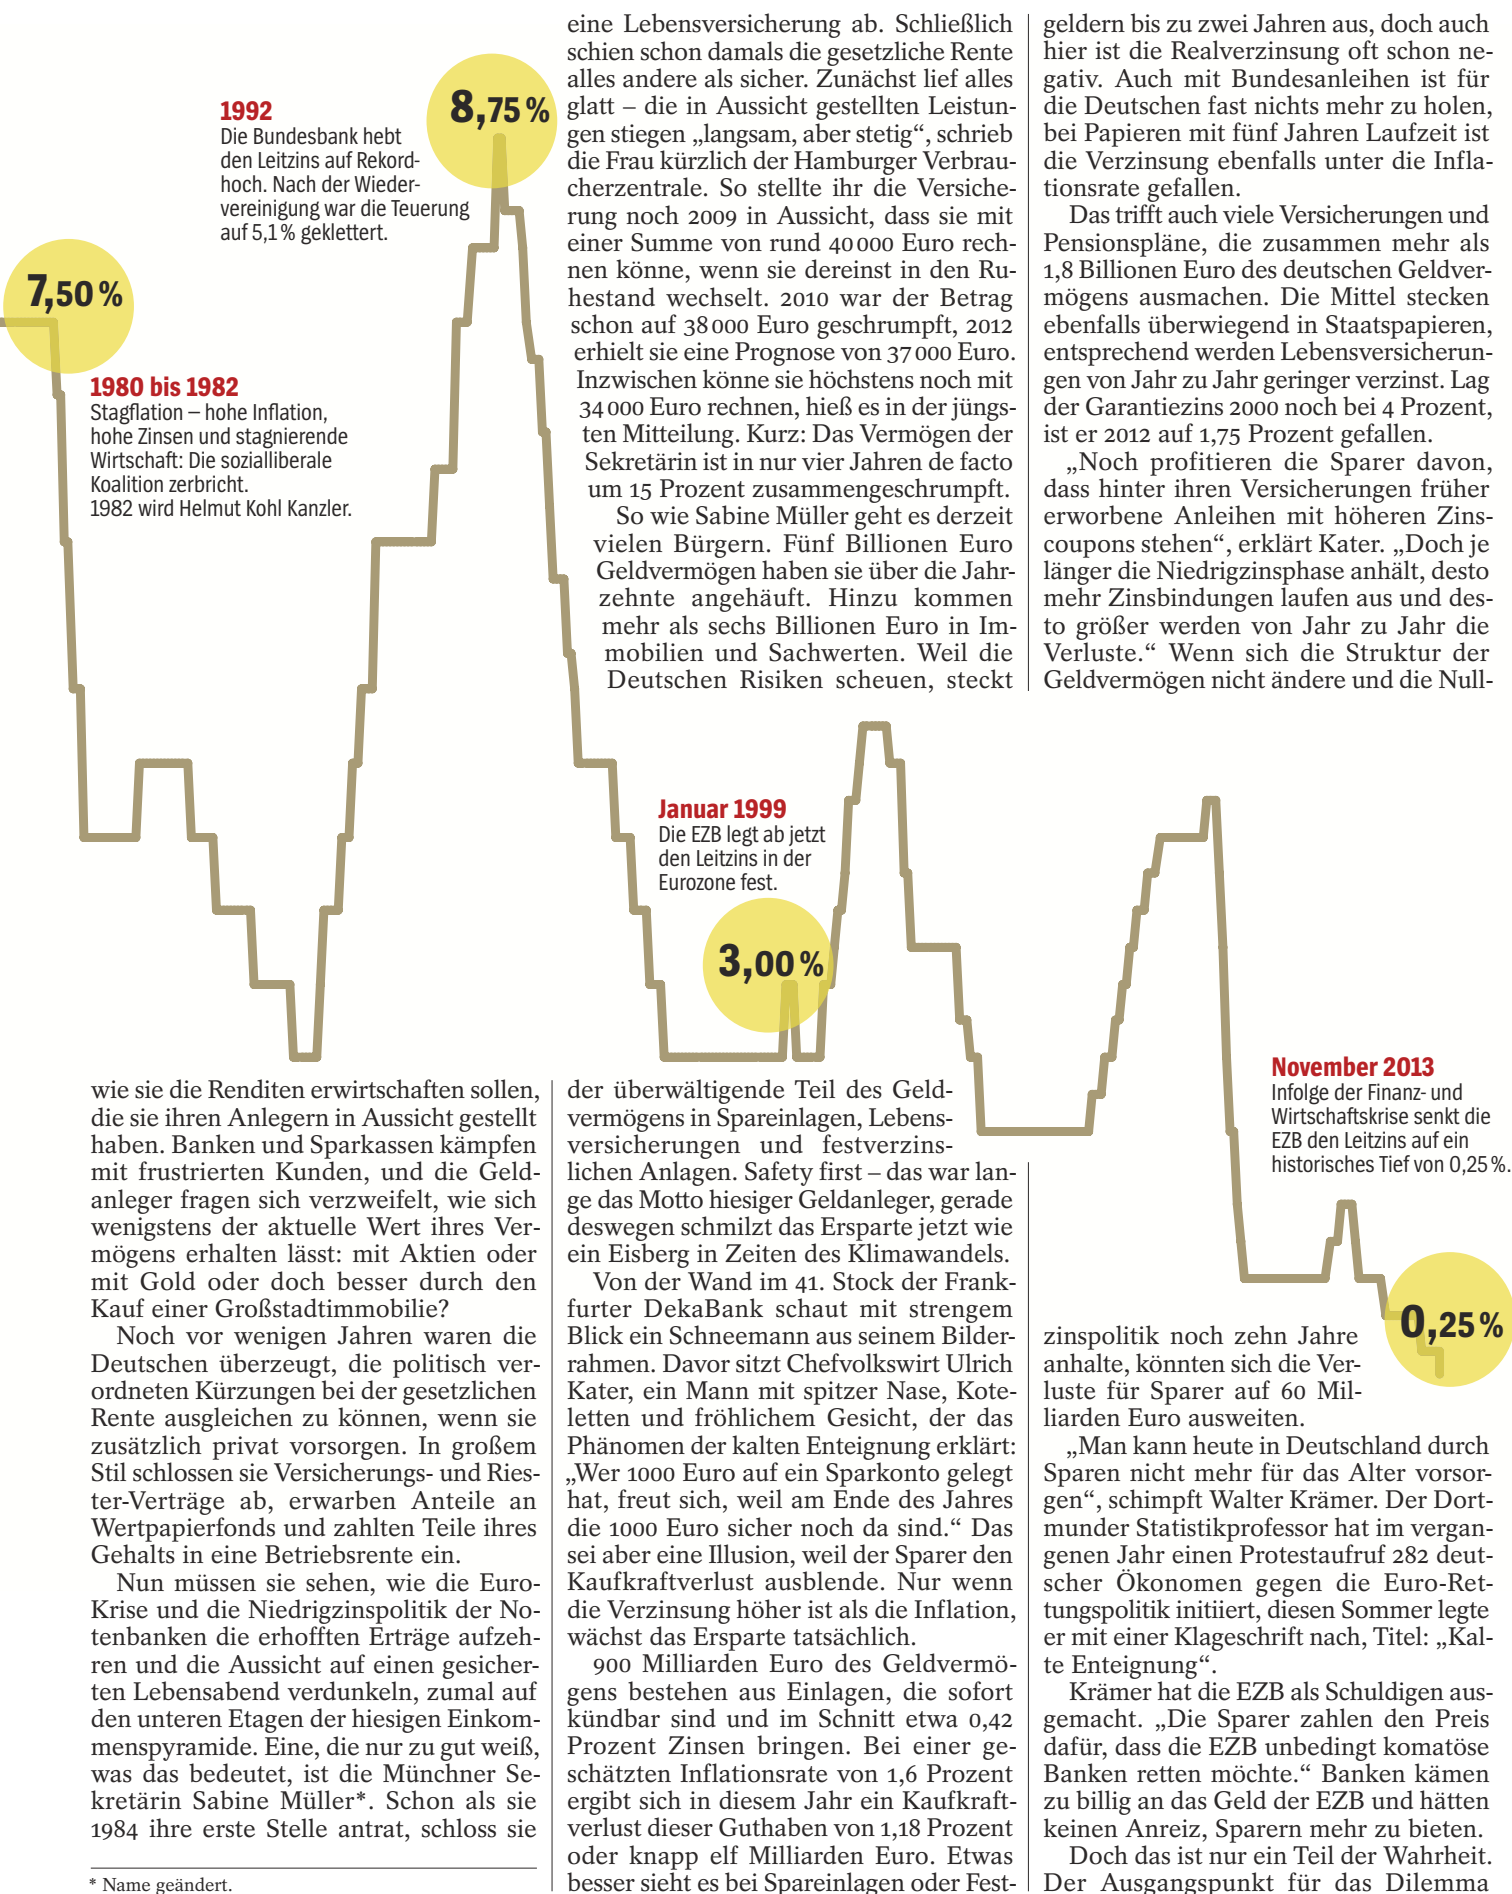 1992
Die Bundesbank hebt
den Leitzins auf Rekord-
hoch. Nach der Wieder-
vereinigung war die Teuerung
auf 5,1% geklettert.
8,75 %
7,50 %
1980 bis 1982
Stagflation – hohe Inflation,
hohe Zinsen und stagnierende
Wirtschaft: Die sozialliberale
Koalition zerbricht.
1982 wird Helmut Kohl Kanzler.
Januar 1999
Die EZB legt ab jetzt
den Leitzins in der
Eurozone fest.
3,00 %
November 2013
Infolge der Finanz- und
Wirtschaftskrise senkt die
EZB den Leitzins auf ein
historisches Tief von 0,25%.
0,25 %
wie sie die Renditen erwirtschaften sollen,
die sie ihren Anlegern in Aussicht gestellt
haben. Banken und Sparkassen kämpfen
mit frustrierten Kunden, und die Geld-
anleger fragen sich verzweifelt, wie sich
wenigstens der aktuelle Wert ihres Ver-
mögens erhalten lässt: mit Aktien oder
mit Gold oder doch besser durch den
Kauf einer Großstadtimmobilie?
Noch vor wenigen Jahren waren die
Deutschen überzeugt, die politisch ver-
ordneten Kürzungen bei der gesetzlichen
Rente ausgleichen zu können, wenn sie
zusätzlich privat vorsorgen. In großem
Stil schlossen sie Versicherungs- und Ries-
ter-Verträge ab, erwarben Anteile an
Wertpapierfonds und zahlten Teile ihres
Gehalts in eine Betriebsrente ein.
Nun müssen sie sehen, wie die Euro-
Krise und die Niedrigzinspolitik der No-
tenbanken die erhofften Erträge aufzeh-
ren und die Aussicht auf einen gesicher-
ten Lebensabend verdunkeln, zumal auf
den unteren Etagen der hiesigen Einkom-
menspyramide. Eine, die nur zu gut weiß,
was das bedeutet, ist die Münchner Se-
kretärin Sabine Müller*. Schon als sie
1984 ihre erste Stelle antrat, schloss sie
* Name geändert.
eine Lebensversicherung ab. Schließlich
schien schon damals die gesetzliche Rente
alles andere als sicher. Zunächst lief alles
glatt – die in Aussicht gestellten Leistun-
gen stiegen „langsam, aber stetig“, schrieb
die Frau kürzlich der Hamburger Verbrau-
cherzentrale. So stellte ihr die Versiche-
rung noch 2009 in Aussicht, dass sie mit
einer Summe von rund 40 000 Euro rech-
nen könne, wenn sie dereinst in den Ru-
hestand wechselt. 2010 war der Betrag
schon auf 38 000 Euro geschrumpft, 2012
erhielt sie eine Prognose von 37 000 Euro.
Inzwischen könne sie höchstens noch mit
34 000 Euro rechnen, hieß es in der jüngs-
ten Mitteilung. Kurz: Das Vermögen der
Sekretärin ist in nur vier Jahren de facto
um 15 Prozent zusammengeschrumpft.
So wie Sabine Müller geht es derzeit
vielen Bürgern. Fünf Billionen Euro
Geldvermögen haben sie über die Jahr-
zehnte angehäuft. Hinzu kommen
mehr als sechs Billionen Euro in Im-
mobilien und Sachwerten. Weil die
Deutschen Risiken scheuen, steckt
der überwältigende Teil des Geld-
vermögens in Spareinlagen, Lebens-
versicherungen und festverzins-
lichen Anlagen. Safety first – das war lan-
ge das Motto hiesiger Geldanleger, gerade
deswegen schmilzt das Ersparte jetzt wie
ein Eisberg in Zeiten des Klimawandels.
Von der Wand im 41. Stock der Frank-
furter DekaBank schaut mit strengem
Blick ein Schneemann aus seinem Bilder-
rahmen. Davor sitzt Chefvolkswirt Ulrich
Kater, ein Mann mit spitzer Nase, Kote-
letten und fröhlichem Gesicht, der das
Phänomen der kalten Enteignung erklärt:
„Wer 1000 Euro auf ein Sparkonto gelegt
hat, freut sich, weil am Ende des Jahres
die 1000 Euro sicher noch da sind.“ Das
sei aber eine Illusion, weil der Sparer den
Kaufkraftverlust ausblende. Nur wenn
die Verzinsung höher ist als die Inflation,
wächst das Ersparte tatsächlich.
900 Milliarden Euro des Geldvermö-
gens bestehen aus Einlagen, die sofort
kündbar sind und im Schnitt etwa 0,42
Prozent Zinsen bringen. Bei einer ge-
schätzten Inflationsrate von 1,6 Prozent
ergibt sich in diesem Jahr ein Kaufkraft-
verlust dieser Guthaben von 1,18 Prozent
oder knapp elf Milliarden Euro. Etwas
besser sieht es bei Spareinlagen oder Fest-
geldern bis zu zwei Jahren aus, doch auch
hier ist die Realverzinsung oft schon ne-
gativ. Auch mit Bundesanleihen ist für
die Deutschen fast nichts mehr zu holen,
bei Papieren mit fünf Jahren Laufzeit ist
die Verzinsung ebenfalls unter die Infla-
tionsrate gefallen.
Das trifft auch viele Versicherungen und
Pensionspläne, die zusammen mehr als
1,8 Billionen Euro des deutschen Geldver-
mögens ausmachen. Die Mittel stecken
ebenfalls überwiegend in Staatspapieren,
entsprechend werden Lebensversicherun-
gen von Jahr zu Jahr geringer verzinst. Lag
der Garantiezins 2000 noch bei 4 Prozent,
ist er 2012 auf 1,75 Prozent gefallen.
„Noch profitieren die Sparer davon,
dass hinter ihren Versicherungen früher
erworbene Anleihen mit höheren Zins-
coupons stehen“, erklärt Kater. „Doch je
länger die Niedrigzinsphase anhält, desto
mehr Zinsbindungen laufen aus und des-
to größer werden von Jahr zu Jahr die
Verluste.“ Wenn sich die Struktur der
Geldvermögen nicht ändere und die Null-
zinspolitik noch zehn Jahre
anhalte, könnten sich die Ver-
luste für Sparer auf 60 Mil-
liarden Euro ausweiten.
„Man kann heute in Deutschland durch
Sparen nicht mehr für das Alter vorsor-
gen“, schimpft Walter Krämer. Der Dort-
munder Statistikprofessor hat im vergan-
genen Jahr einen Protestaufruf 282 deut-
scher Ökonomen gegen die Euro-Ret-
tungspolitik initiiert, diesen Sommer legte
er mit einer Klageschrift nach, Titel: „Kal-
te Enteignung“.
Krämer hat die EZB als Schuldigen aus-
gemacht. „Die Sparer zahlen den Preis
dafür, dass die EZB unbedingt komatöse
Banken retten möchte.“ Banken kämen
zu billig an das Geld der EZB und hätten
keinen Anreiz, Sparern mehr zu bieten.
Doch das ist nur ein Teil der Wahrheit.
Der Ausgangspunkt für das Dilemma